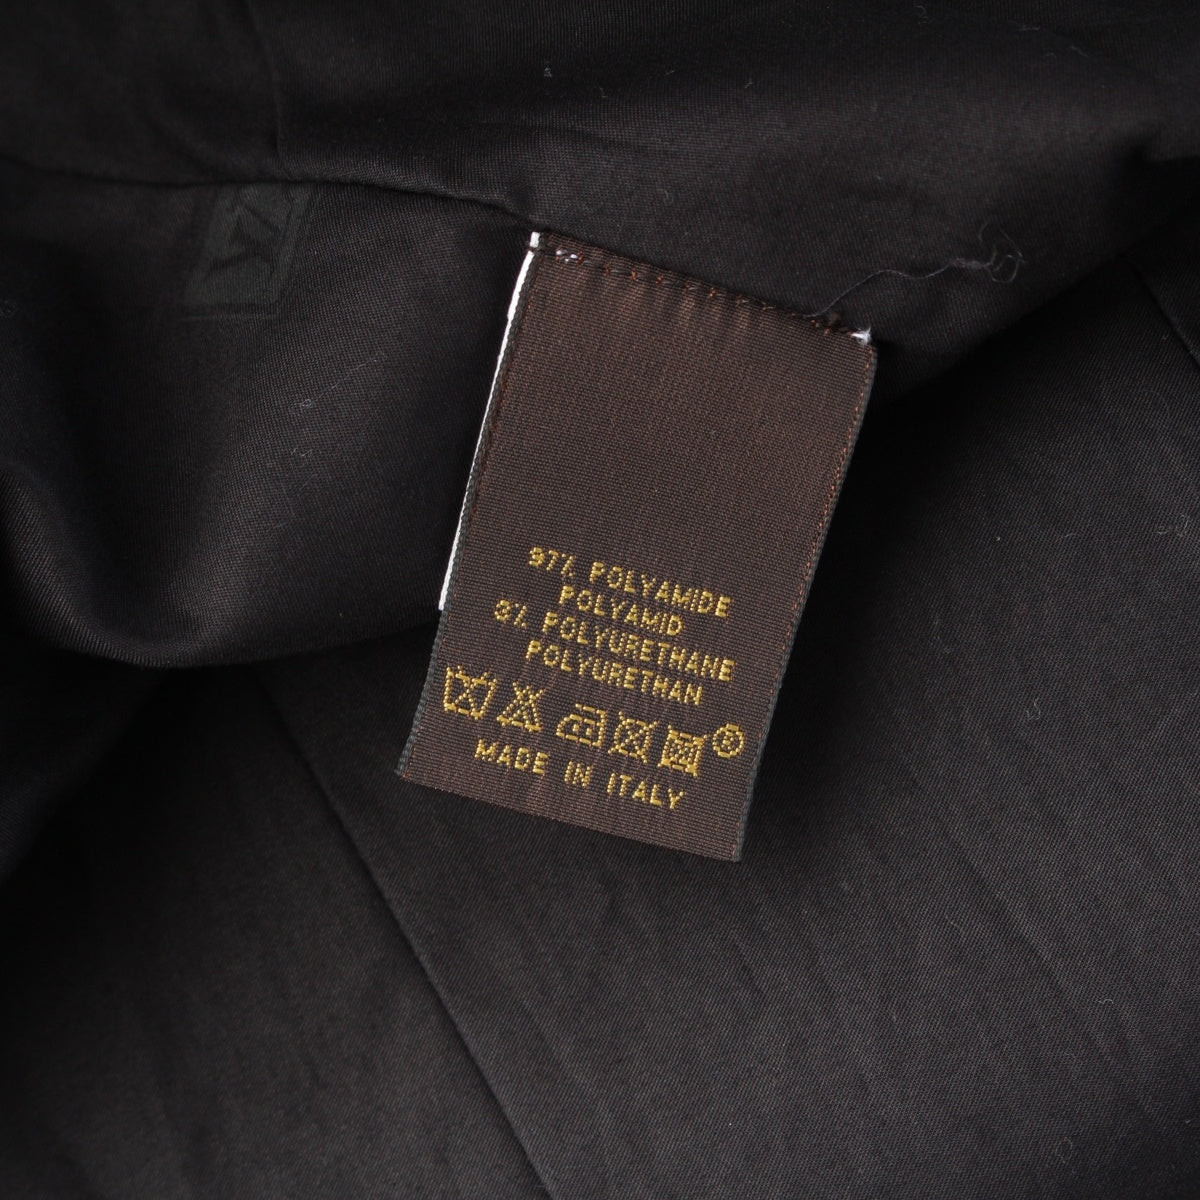 97% POLYAMIDE
POLYAMID
3% POLYURETHANE
POLYURETHAN
®
MADE IN ITALY